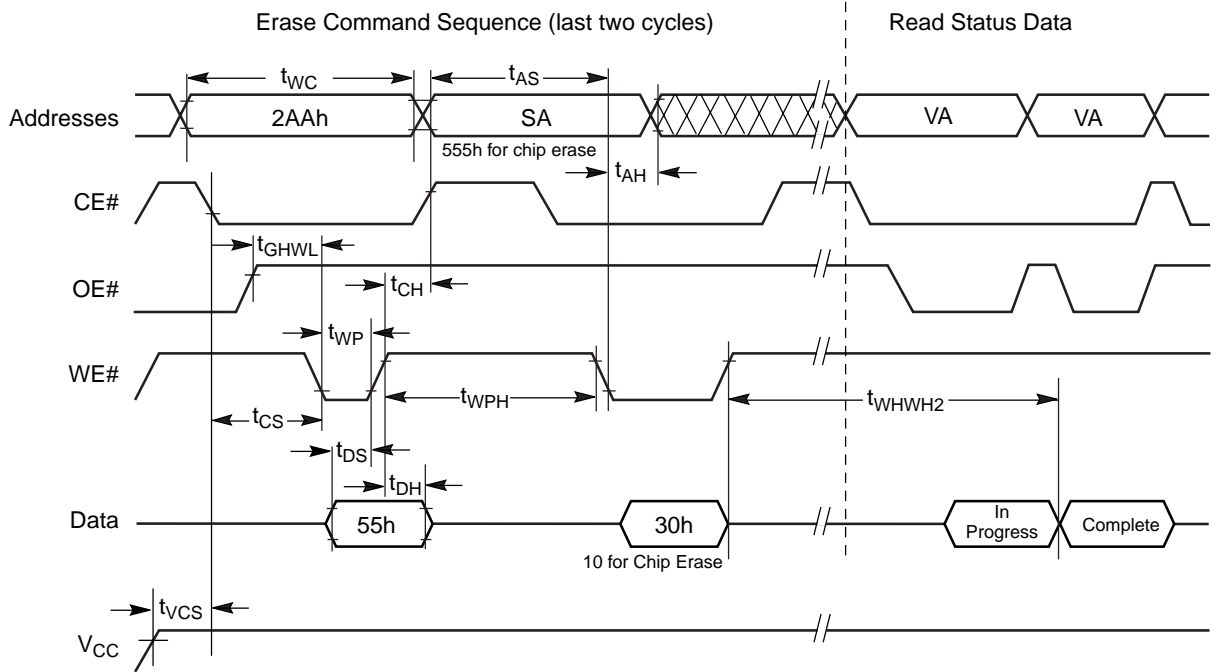 Erase Command Sequence (last two cycles)
Read Status Data
tWC
tAS
Addresses
2AAh
SA
VA
VA
555h for chip erase
tAH
CE#
tGHWL
OE#
tCH
tWP
WE#
tWPH
tWHWH2
tCS
tDS
tDH
Data
55h
30h
In
Progress
Complete
10 for Chip Erase
tVCS
VCC